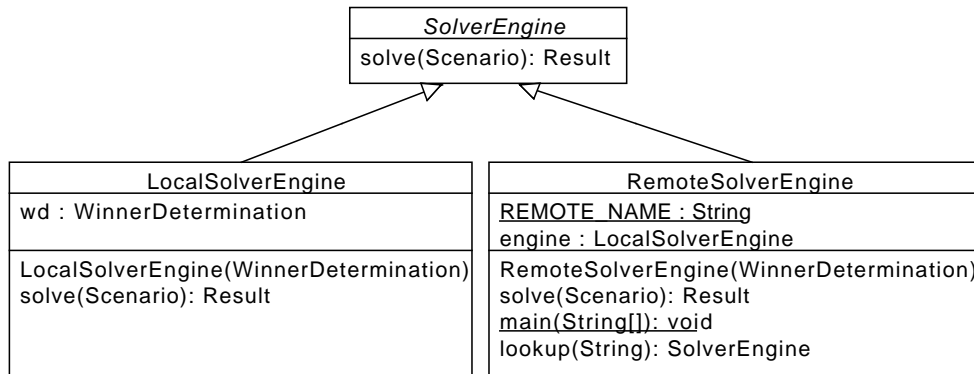 SolverEngine
solve(Scenario): Result
LocalSolverEngine
wd : WinnerDetermination
LocalSolverEngine(WinnerDetermination)
solve(Scenario): Result
RemoteSolverEngine
REMOTE_NAME : String
engine : LocalSolverEngine
RemoteSolverEngine(WinnerDetermination)
solve(Scenario): Result
main(String[]): void
lookup(String): SolverEngine